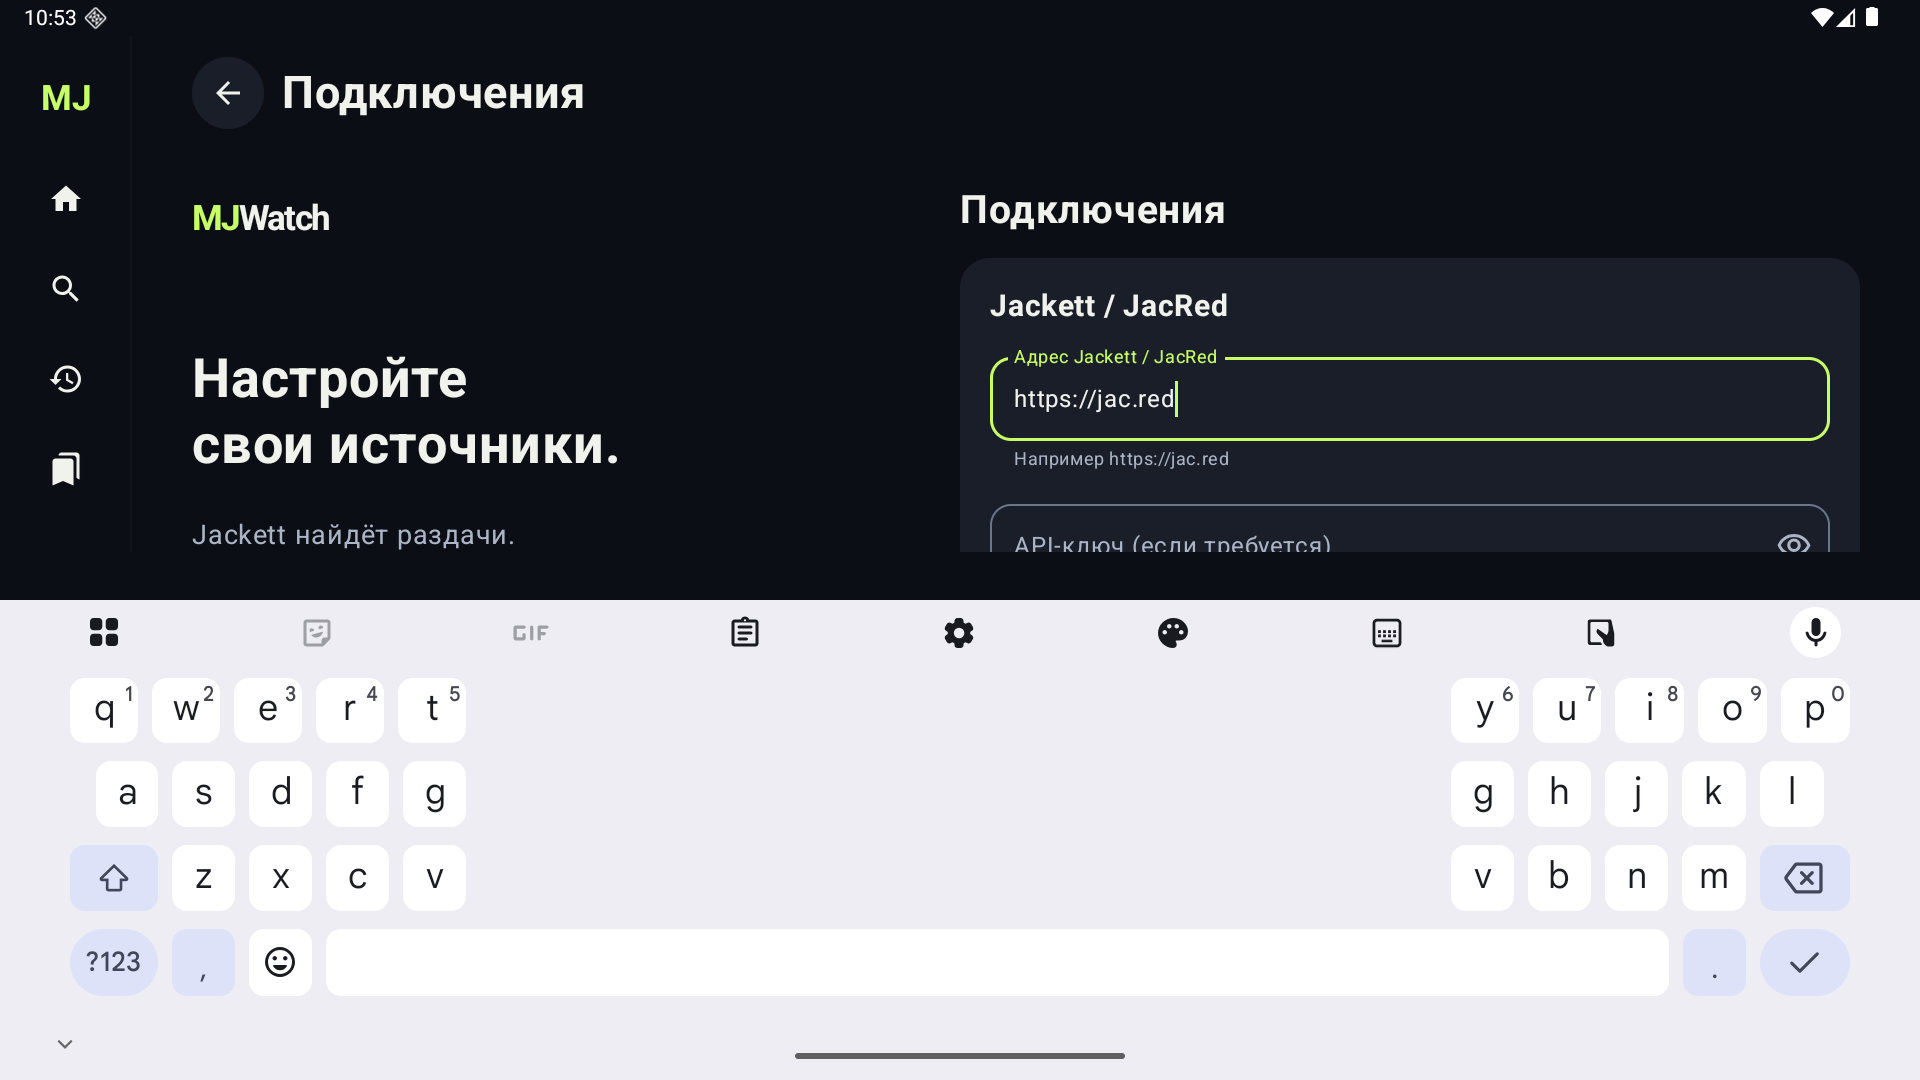 10:53
MJ
Подключения
MJWatch
Настройте
свои источники.
Jackett найдёт раздачи.
Подключения
Jackett / JacRed
Адрес Jackett / JacRed
https://jac.red
Например https://jac.red
API-ключ (если требуется)
GIF
q 1 w 2 e 3 r 4 t 5 y 6 u 7 i 8 o 9 p 0
a s d f g g h j k l
z x c v v b n m
?123 , .